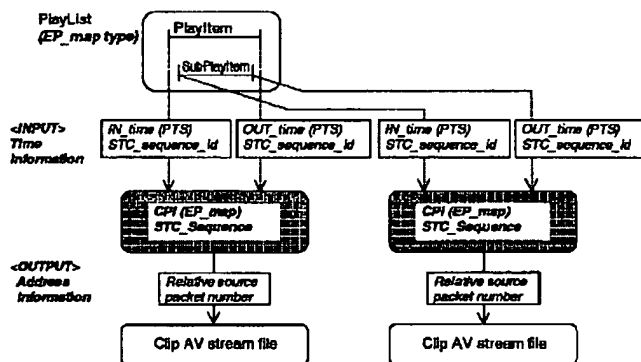 PlayList
(EP_map type)
PlayItem
SubPlayItem
<INPUT>
Time
Information
IN_time (PTS)
STC_sequence_id
OUT_time (PTS)
STC_sequence_id
IN_time (PTS)
STC_sequence_id
OUT_time (PTS)
STC_sequence_id
CPI (EP_map)
STC_Sequence
CPI (EP_map)
STC_Sequence
<OUTPUT>
Address
Information
Relative source
packet number
Relative source
packet number
Clip AV stream file
Clip AV stream file